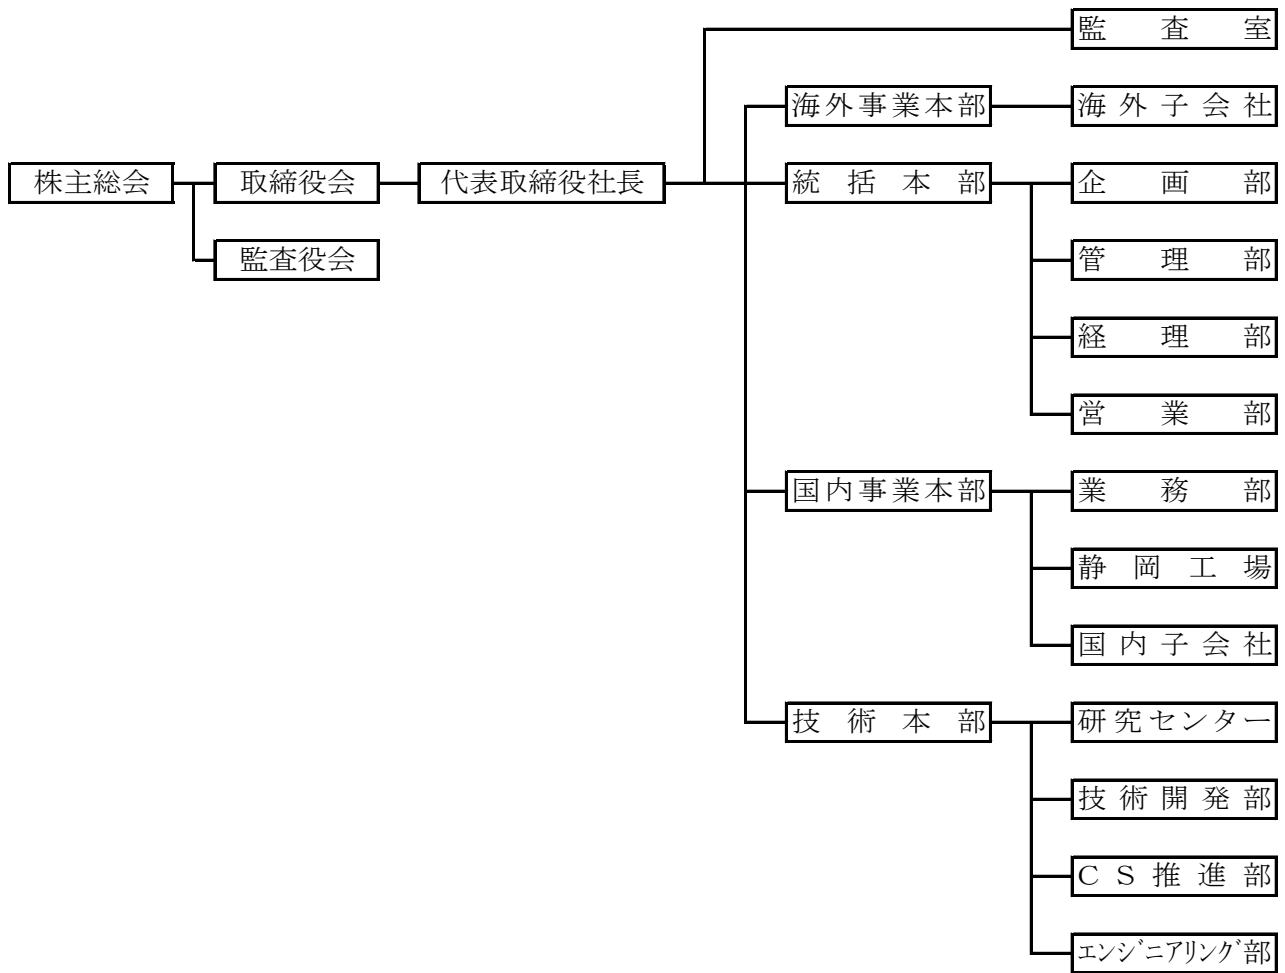 監査室
海外事業本部
海外子会社
株主総会
取締役会
代表取締役社長
統括本部
企画部
監査役会
管理部
経理部
営業部
国内事業本部
業務部
静岡工場
国内子会社
技術本部
研究センター
技術開発部
CS推進部
エンジニアリング部